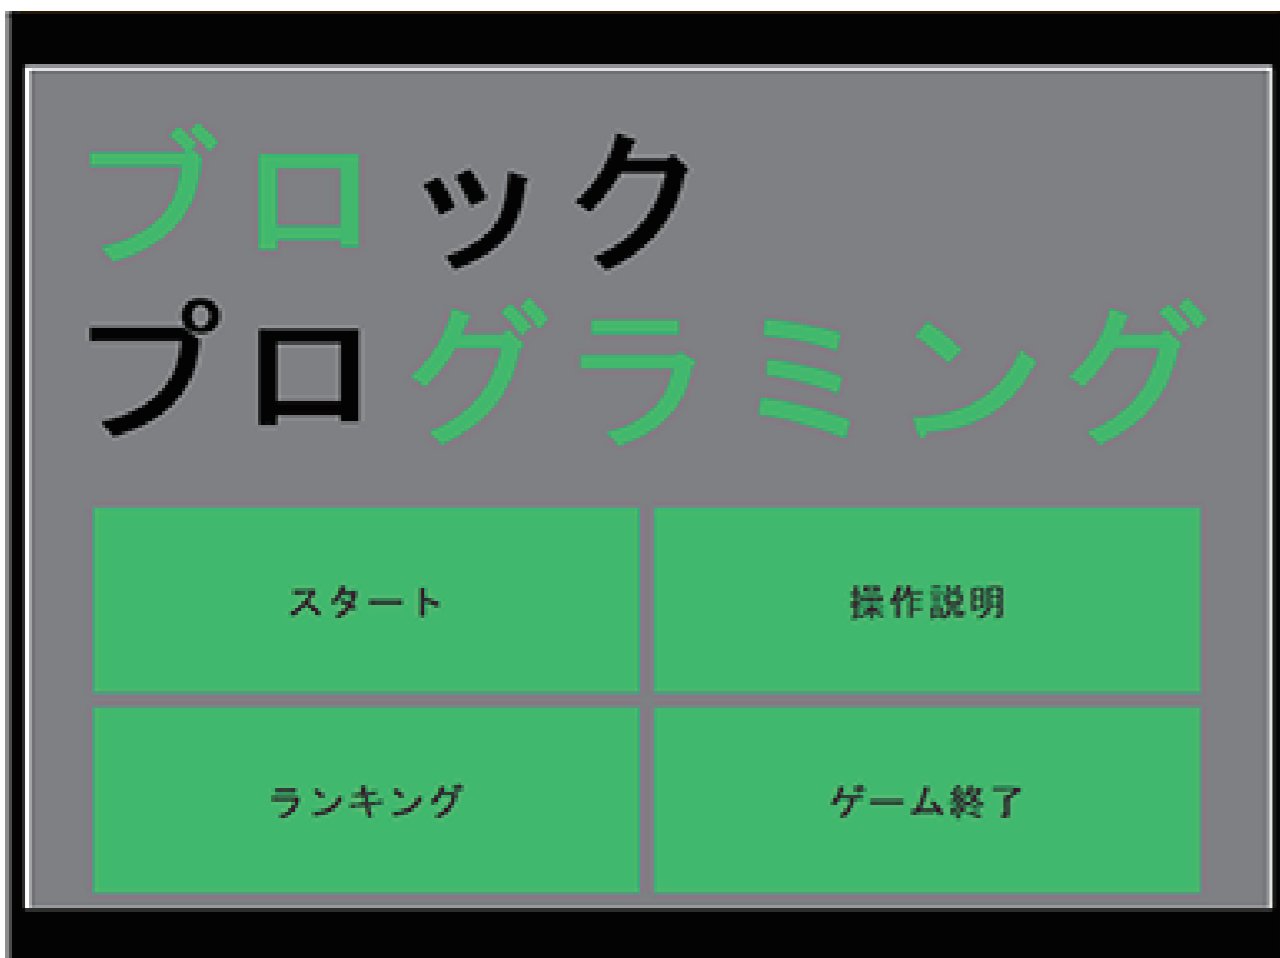 ブロック
プログラミング
スタート
操作説明
ランキング
ゲーム終了